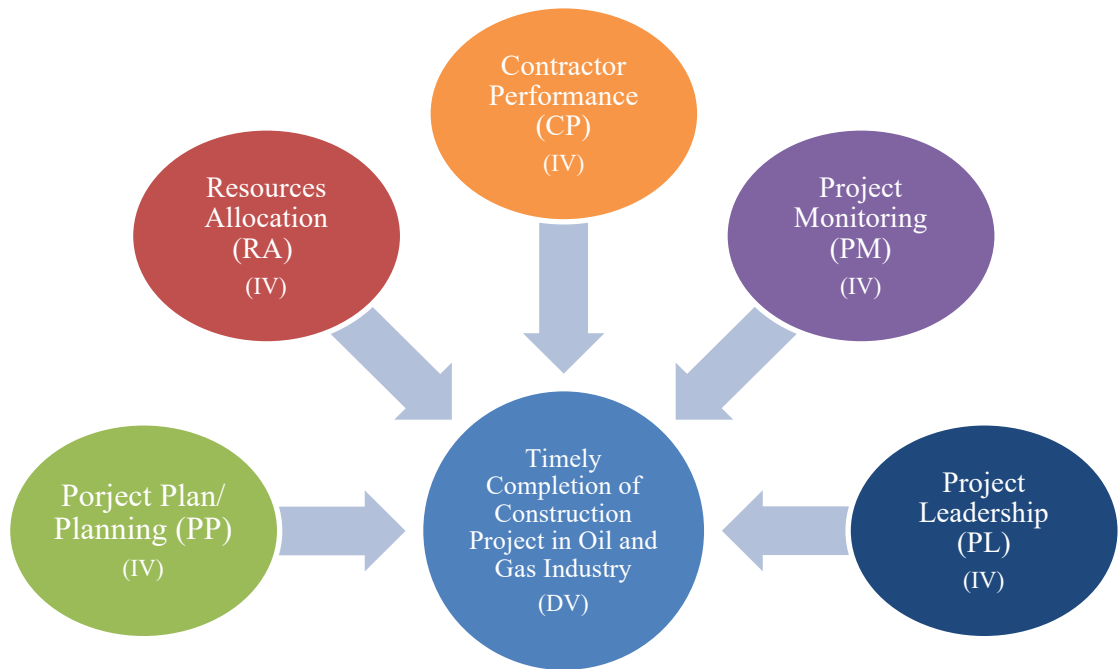 Contractor
Performance
(CP)
(IV)
Resources
Allocation
(RA)
(IV)
Project
Monitoring
(PM)
(IV)
Porject Plan/
Planning (PP)
(IV)
Timely
Completion of
Construction
Project in Oil and
Gas Industry
(DV)
Project
Leadership
(PL)
(IV)